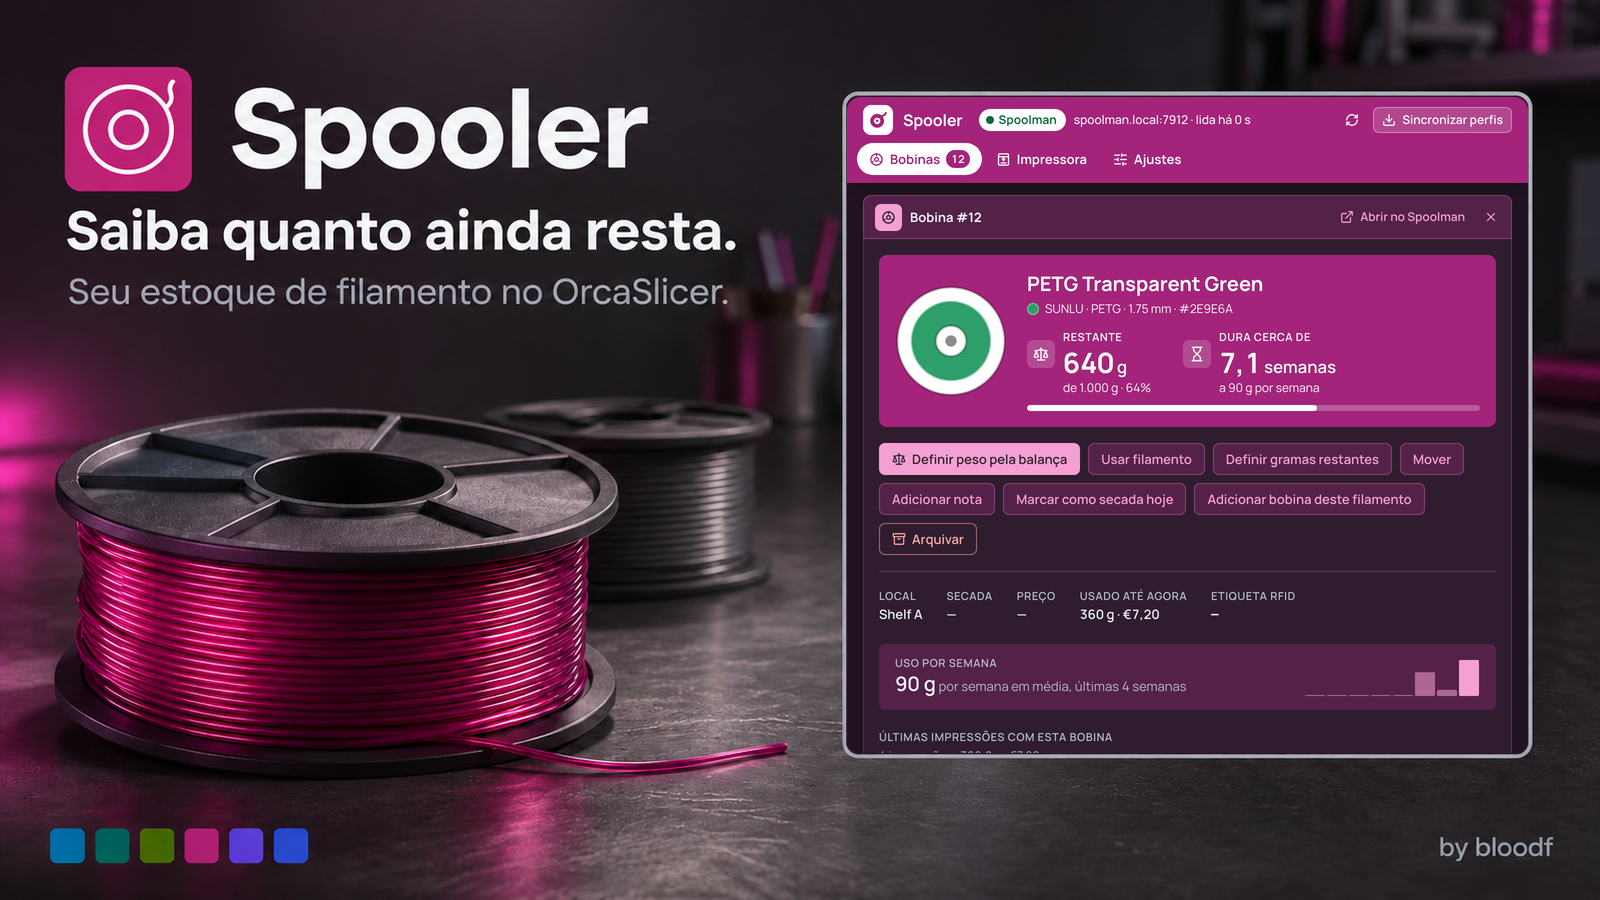 Spooler
Saiba quanto ainda resta.
Seu estoque de filamento no OrcaSlicer.
Spooler
Spoolman
spoolman.local:7912 · lida há 0 s
Sincronizar perfis
Bobinas 12
Impressora
Ajustes
Bobina #12
Abrir no Spoolman
PETG Transparent Green
SUNLU · PETG · 1.75 mm · #2E9E6A
RESTANTE
640 g
de 1.000 g · 64%
DURA CERCA DE
7,1 semanas
a 90 g por semana
Definir peso pela balança
Usar filamento
Definir gramas restantes
Mover
Adicionar nota
Marcar como secada hoje
Adicionar bobina deste filamento
Arquivar
LOCAL
Shelf A
SECADA
—
PREÇO
—
USADO ATÉ AGORA
360 g · €7,20
ETIQUETA RFID
—
USO POR SEMANA
90 g por semana em média, últimas 4 semanas
ÚLTIMAS IMPRESSÕES COM ESTA BOBINA
by bloodf